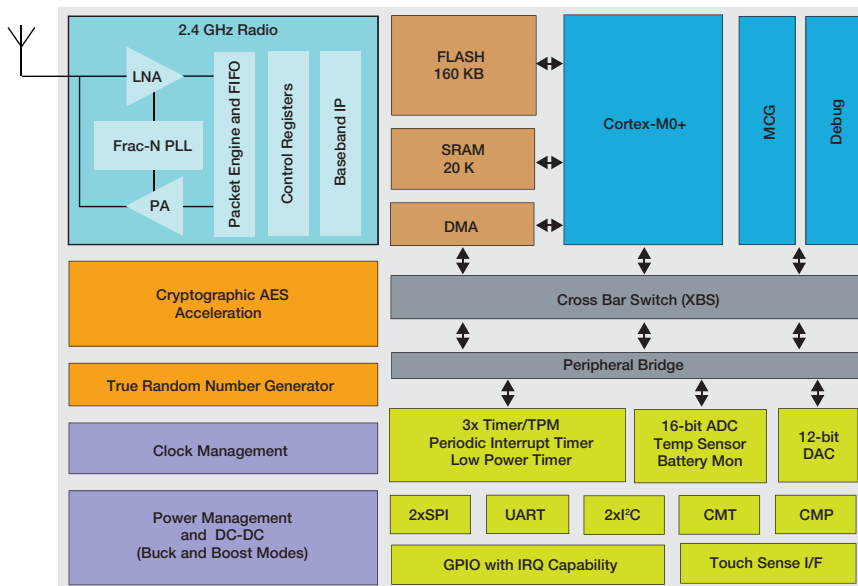 2.4 GHz Radio
LNA
Frac-N PLL
PA
Packet Engine and FIFO
Control Registers
Baseband IP
FLASH
160 KB
SRAM
20 K
DMA
Cortex-M0+
MCG
Debug
Cryptographic AES
Acceleration
Cross Bar Switch (XBS)
Peripheral Bridge
True Random Number Generator
3x Timer/TPM
Periodic Interrupt Timer
Low Power Timer
16-bit ADC
Temp Sensor
Battery Mon
12-bit
DAC
Clock Management
Power Management
and DC-DC
(Buck and Boost Modes)
2xSPI
UART
2xI²C
CMT
CMP
GPIO with IRQ Capability
Touch Sense I/F